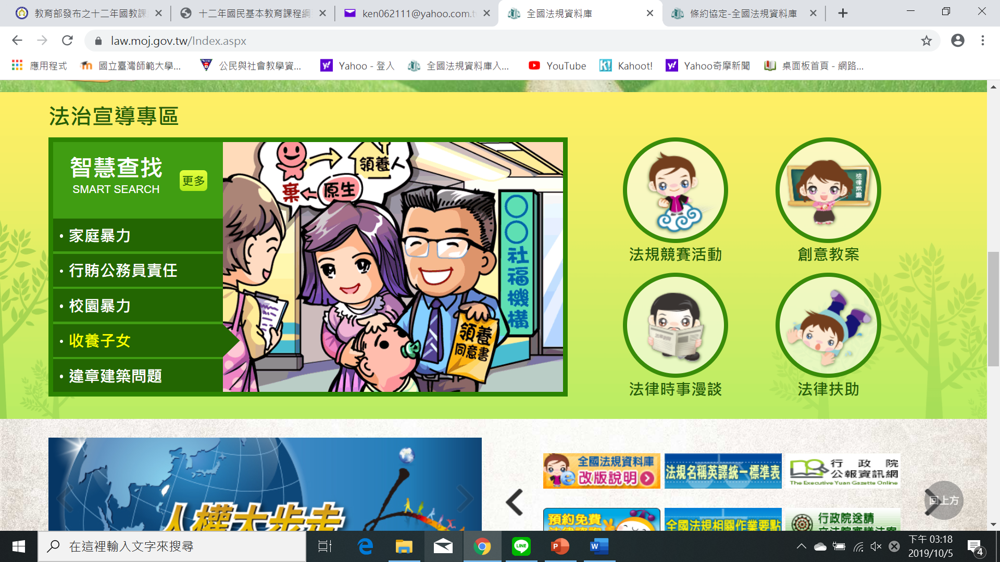 教育部發布之十二年國教課
十二年國民基本教育課程綱
ken062111@yahoo.com.t
全國法規資料庫
條約協定-全國法規資料庫
law.moj.gov.tw/Index.aspx
應用程式
國立臺灣師範大學...
公民與社會教學資...
Yahoo - 登入
全國法規資料庫入...
YouTube
Kahoot!
Yahoo奇摩新聞
桌面板首頁 - 網路...
法治宣導專區
智慧查找
SMART SEARCH
更多
• 家庭暴力
• 行賄公務員責任
• 校園暴力
• 收養子女
• 違章建築問題
領養人
棄
原生
〇〇社福機構
領養
同意書
法律常識
法規競賽活動
創意教案
法律時事漫談
法律扶助
人權大步走
全國法規資料庫
改版說明
法規名稱英譯統一標準表
行政院
公報資訊網
The Executive Yuan Gazette Online
回上方
預約免費
全國法規相關作業要點
行政院送請
在這裡輸入文字來搜尋
LINE
下午 03:18
2019/10/5
4